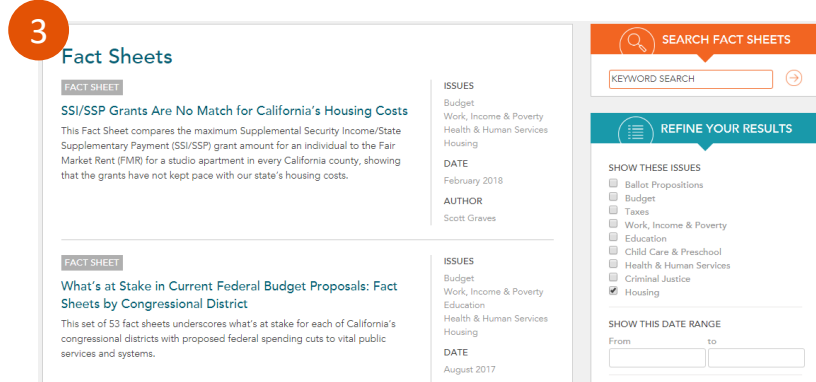 3
Fact Sheets
FACT SHEET
SSI/SSP Grants Are No Match for California's Housing Costs
This Fact Sheet compares the maximum Supplemental Security Income/State
Supplementary Payment (SSI/SSP) grant amount for an individual to the Fair
Market Rent (FMR) for a studio apartment in every California county, showing
that the grants have not kept pace with our state's housing costs.
ISSUES
Budget
Work, Income & Poverty
Health & Human Services
Housing
DATE
February 2018
AUTHOR
Scott Graves
FACT SHEET
What's at Stake in Current Federal Budget Proposals: Fact
Sheets by Congressional District
This set of 53 fact sheets underscores what's at stake for each of California's
congressional districts with proposed federal spending cuts to vital public
services and systems.
ISSUES
Budget
Work, Income & Poverty
Education
Health & Human Services
Housing
DATE
August 2017
SEARCH FACT SHEETS
KEYWORD SEARCH
REFINE YOUR RESULTS
SHOW THESE ISSUES
Ballot Propositions
Budget
Taxes
Work, Income & Poverty
Education
Child Care & Preschool
Health & Human Services
Criminal Justice
Housing
SHOW THIS DATE RANGE
From to